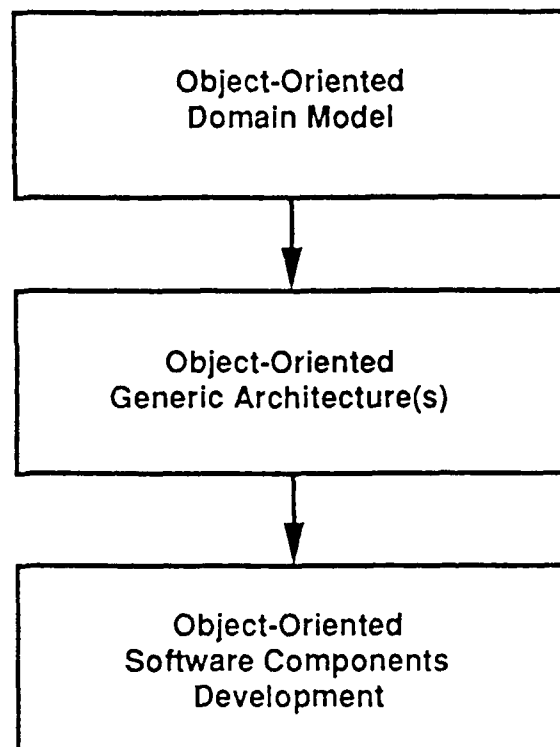 Object-Oriented
Domain Model
Object-Oriented
Generic Architecture(s)
Object-Oriented
Software Components
Development